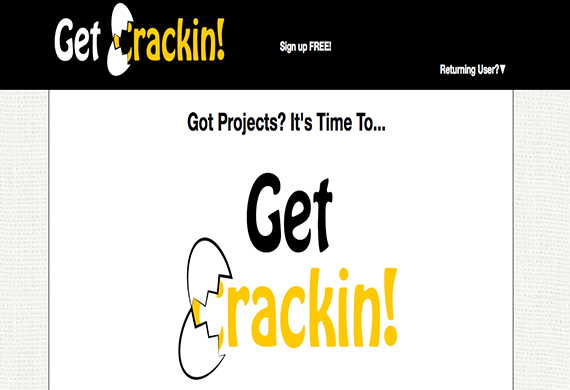 Get Crackin!
Sign up FREE!
Returning User?▼
Got Projects? It's Time To...
Get
Crackin!